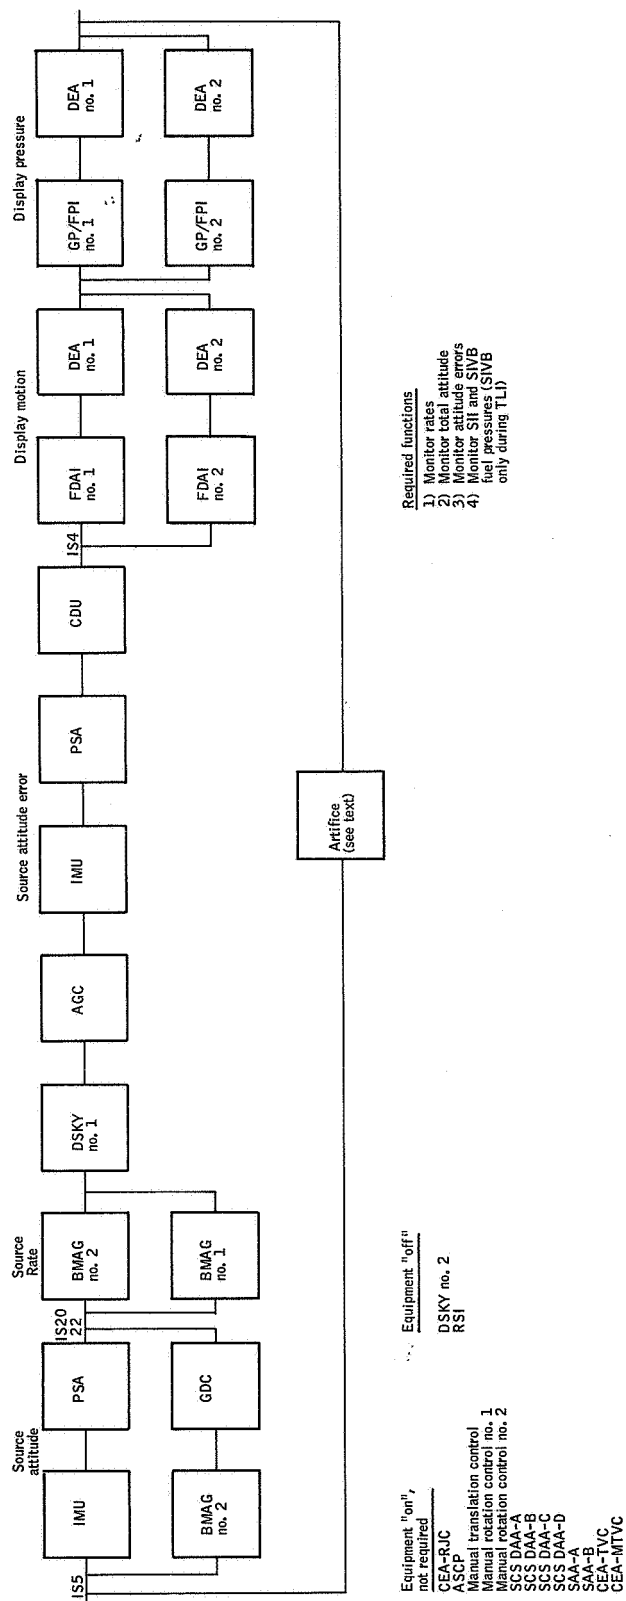 Source
attitude
Source
Rate
Source attitude error
Display motion
Display pressure
IS5
IMU
PSA
IS20
22
BMAG
no. 2
DSKY
no. 1
AGC
IMU
PSA
CDU
IS4
FDAI
no. 1
DEA
no. 1
GP/FPI
no. 1
DEA
no. 1
BMAG
no. 2
GDC
BMAG
no. 1
FDAI
no. 2
DEA
no. 2
GP/FPI
no. 2
DEA
no. 2
Artifice
(see text)
Equipment "on",
not required
CEA-RJC
ASCP
Manual translation control
Manual rotation control no. 1
Manual rotation control no. 2
SCS DAA-A
SCS DAA-B
SCS DAA-C
SCS DAA-D
SAA-A
SAA-B
CEA-TVC
CEA-MTVC
Equipment "off"
DSKY no. 2
RSI
Required functions
1) Monitor rates
2) Monitor total attitude
3) Monitor attitude errors
4) Monitor SII and SIVB
fuel pressures (SIVB
only during TLI)